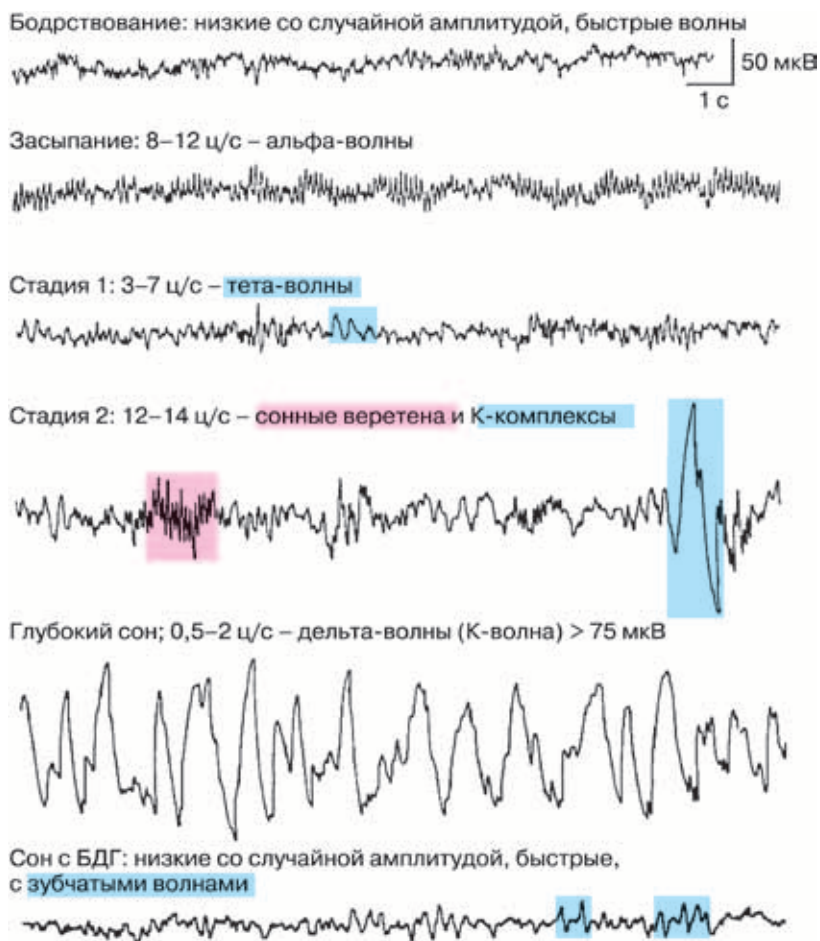 Бодрствование: низкие со случайной амплитудой, быстрые волны
50 мкВ
1 с
Засыпание: 8–12 ц/с – альфа-волны
Стадия 1: 3–7 ц/с – тета-волны
Стадия 2: 12–14 ц/с – сонные веретена и К-комплексы
Глубокий сон; 0,5–2 ц/с – дельта-волны (К-волна) > 75 мкВ
Сон с БДГ: низкие со случайной амплитудой, быстрые,
с зубчатыми волнами